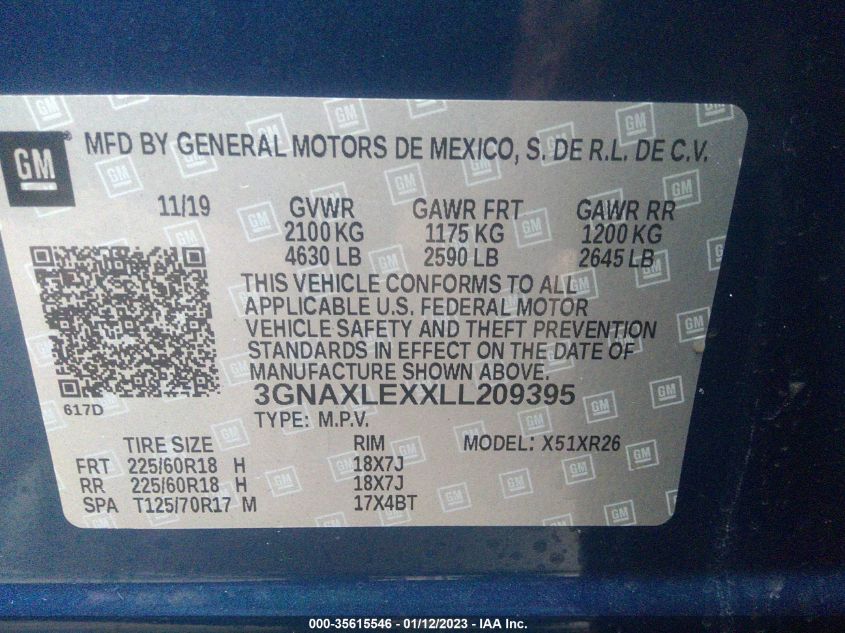 GM
MFD BY GENERAL MOTORS DE MEXICO, S. DE R.L. DE C.V.
11/19 GVWR GAWR FRT GAWR RR
2100 KG 1175 KG 1200 KG
4630 LB 2590 LB 2645 LB
THIS VEHICLE CONFORMS TO ALL
APPLICABLE U.S. FEDERAL MOTOR
VEHICLE SAFETY AND THEFT PREVENTION
STANDARDS IN EFFECT ON THE DATE OF
MANUFACTURE SHOWN ABOVE.
617D 3GNAXLEXXLL209395
TYPE: M.P.V.
TIRE SIZE RIM MODEL: X51XR26
FRT 225/60R18 H 18X7J
RR 225/60R18 H 18X7J
SPA T125/70R17 M 17X4BT
000-35615546 - 01/12/2023 - IAA Inc.